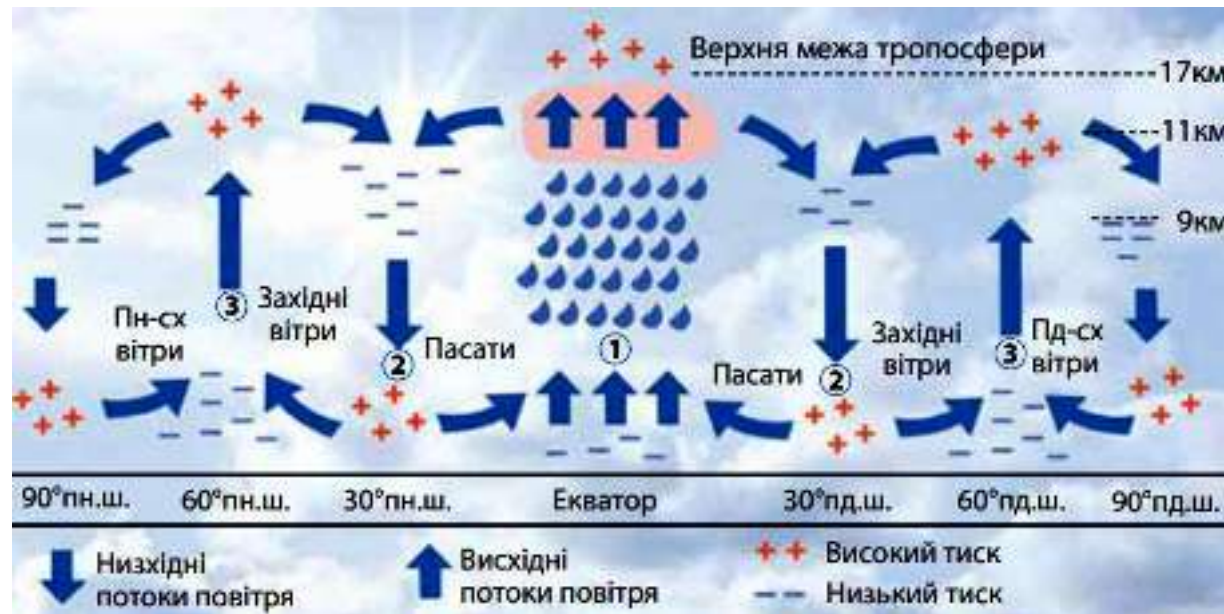 Верхня межа тропосфери
17км
11км
9км
③ Західні
вітри
Пн-сх
вітри
② Пасати
①
Пасати ②
Західні
вітри
③ Пд-сх
вітри
90°пн.ш. 60°пн.ш. 30°пн.ш. Екватор 30°пд.ш. 60°пд.ш. 90°пд.ш.
Низхідні
потоки повітря
Висхідні
потоки повітря
Високий тиск
Низький тиск